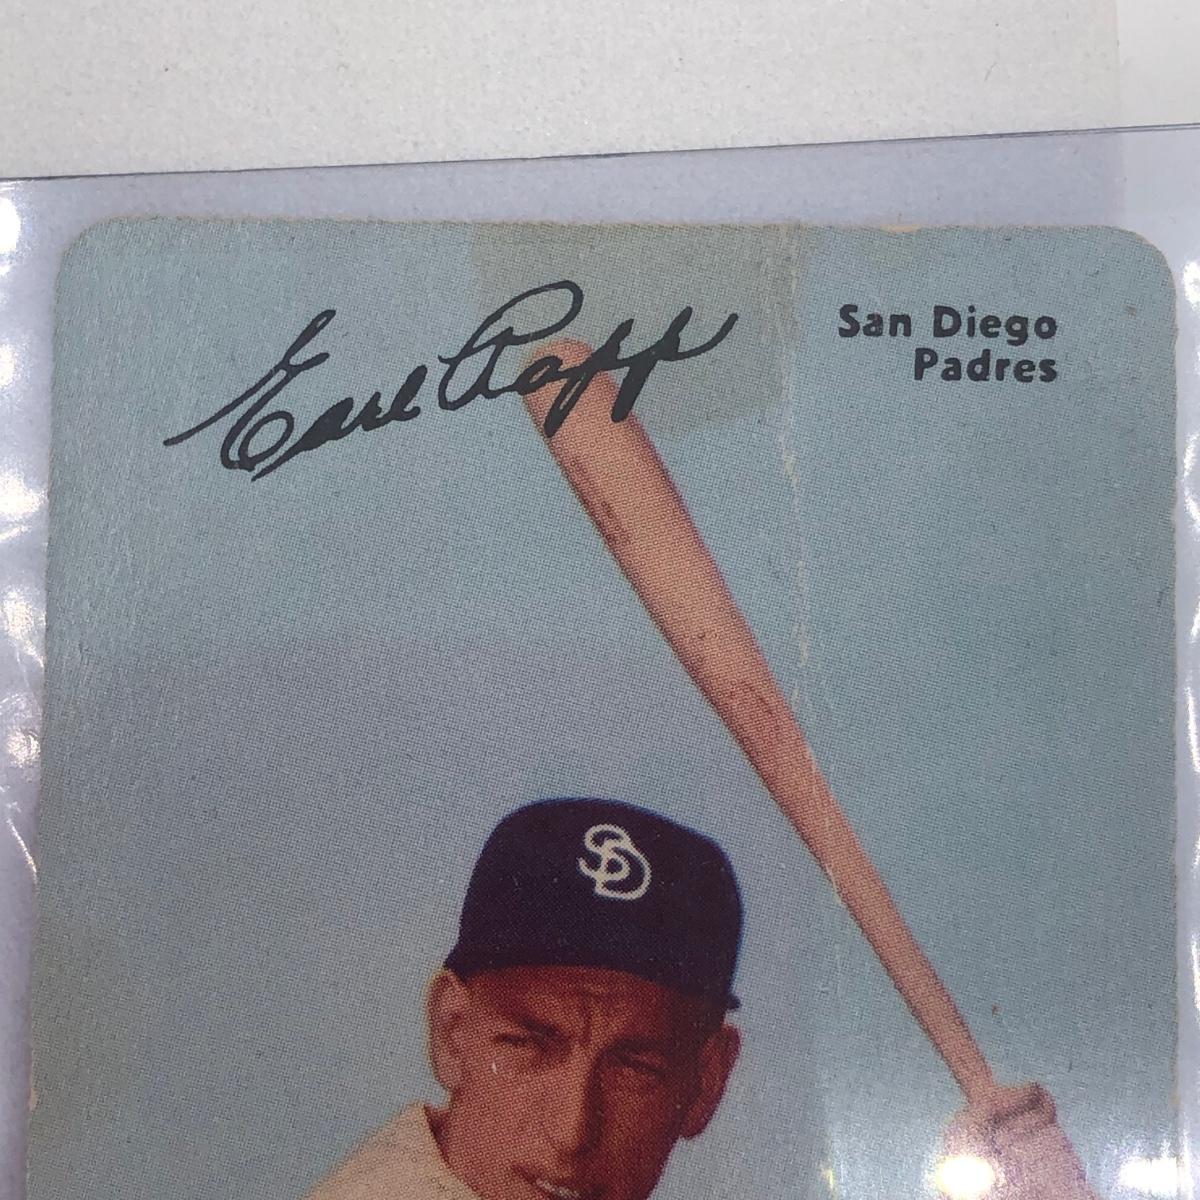 Earl Rapp
San Diego
Padres
SD